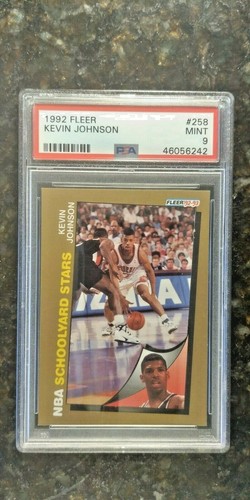 1992 FLEER #258
KEVIN JOHNSON MINT
9
PSA 46056242
FLEER '92-'93
NBA SCHOOLYARD STARS
KEVIN
JOHNSON